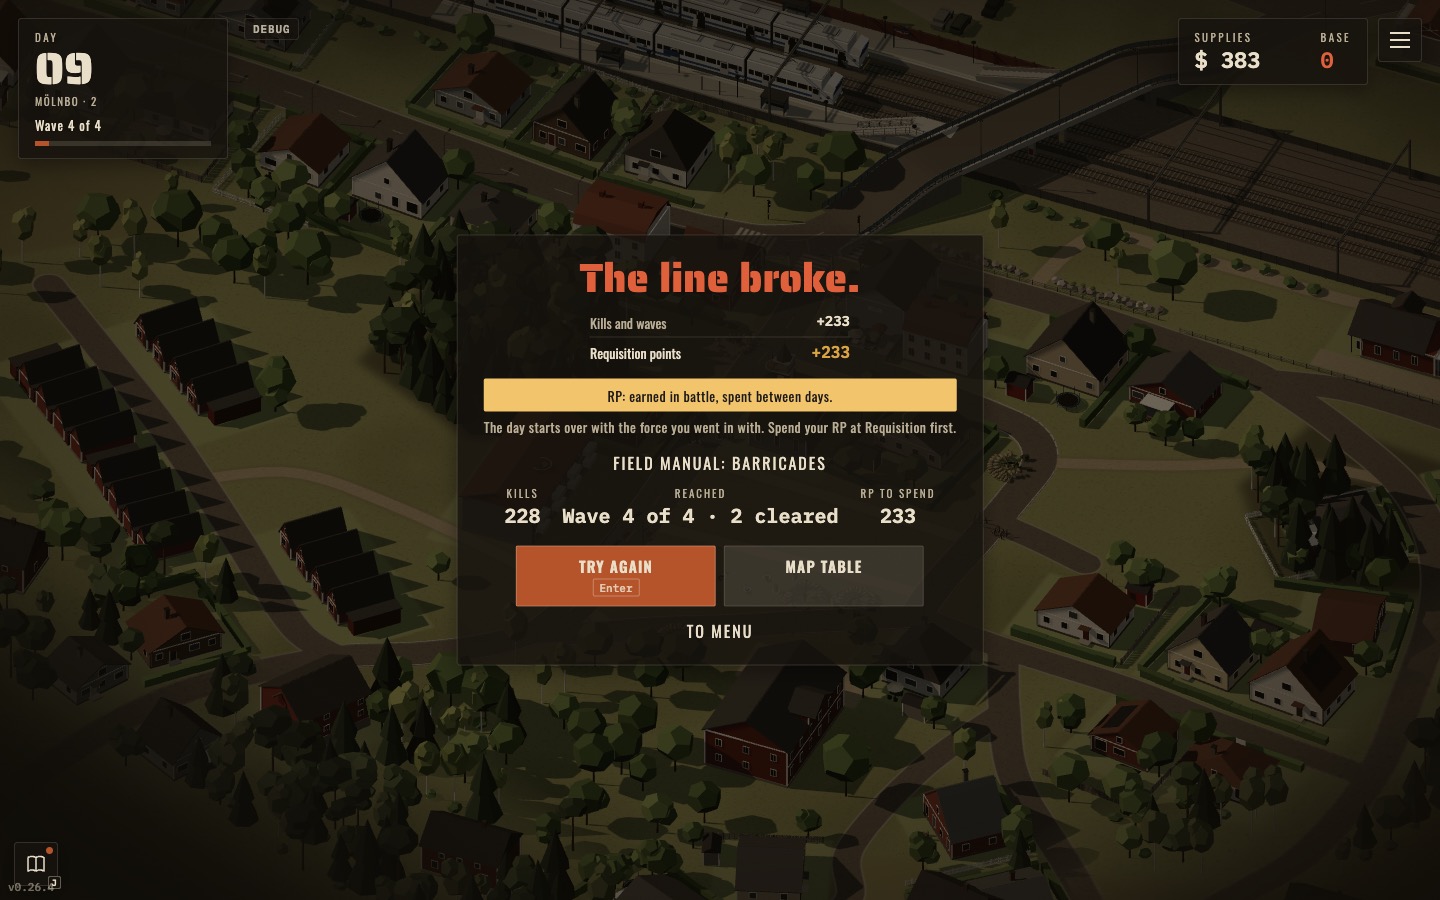 DAY
09
MÖLNBO · 2
Wave 4 of 4
DEBUG
SUPPLIES
$ 383
BASE
0
The line broke.
Kills and waves +233
Requisition points +233
RP: earned in battle, spent between days.
The day starts over with the force you went in with. Spend your RP at Requisition first.
FIELD MANUAL: BARRICADES
KILLS
228
REACHED
Wave 4 of 4 · 2 cleared
RP TO SPEND
233
TRY AGAIN
Enter
MAP TABLE
TO MENU
J
v0.26.